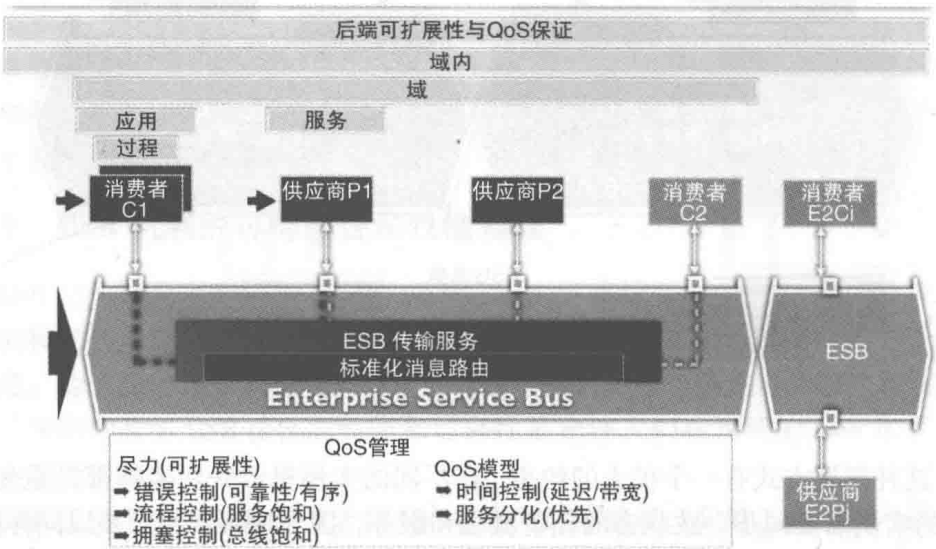 后端可扩展性与QoS保证
域内
域
应用
服务
过程
消费者
C1
供应商P1
供应商P2
消费者
C2
消费者
E2Ci
ESB 传输服务
标准化消息路由
ESB
Enterprise Service Bus
QoS管理
尽力(可扩展性)
➡错误控制(可靠性/有序)
➡流程控制(服务饱和)
➡拥塞控制(总线饱和)
QoS模型
➡时间控制(延迟/带宽)
➡服务分化(优先)
供应商
E2Pj